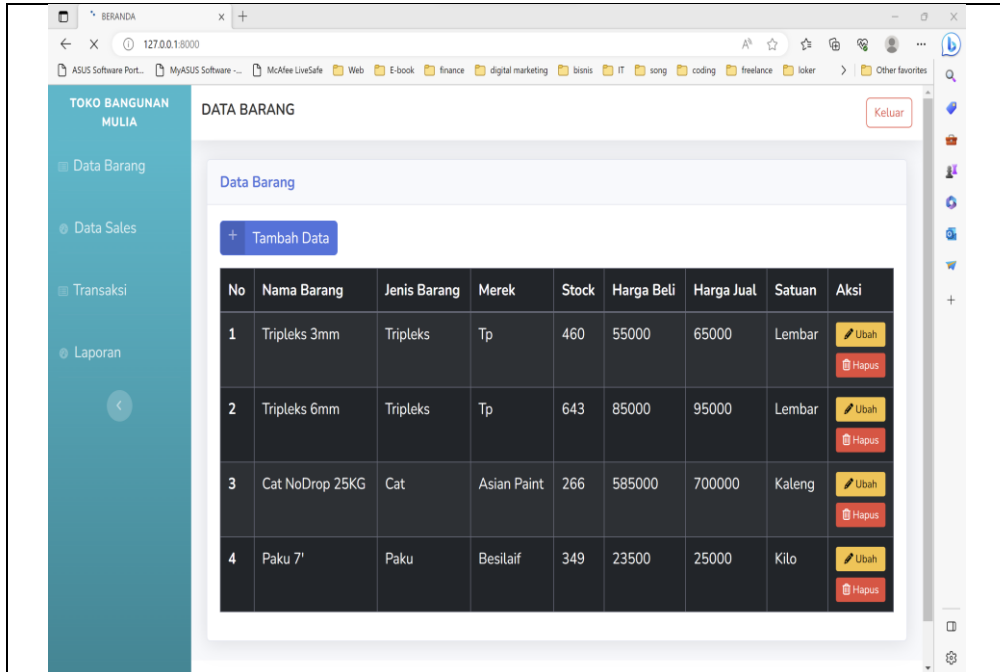 BERANDA
127.0.0.1:8000
ASUS Software Port... MyASUS Software -... McAfee LiveSafe Web E-book finance digital marketing bisnis IT song coding freelance loker Other favorites
TOKO BANGUNAN
MULIA
DATA BARANG
Keluar
Data Barang
Data Sales
Transaksi
Laporan
Data Barang
+ Tambah Data
No Nama Barang Jenis Barang Merek Stock Harga Beli Harga Jual Satuan Aksi
1 Tripleks 3mm Tripleks Tp 460 55000 65000 Lembar Ubah
Hapus
2 Tripleks 6mm Tripleks Tp 643 85000 95000 Lembar Ubah
Hapus
3 Cat NoDrop 25KG Cat Asian Paint 266 585000 700000 Kaleng Ubah
Hapus
4 Paku 7' Paku Besilaif 349 23500 25000 Kilo Ubah
Hapus